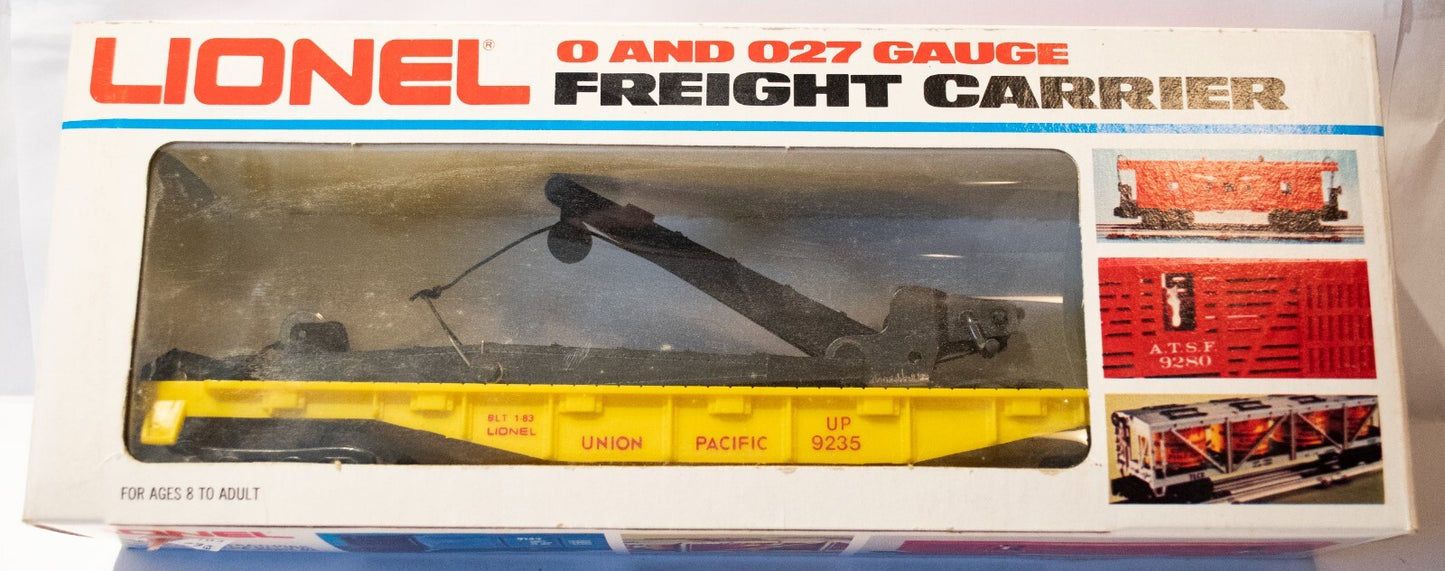 LIONEL®
O AND O27 GAUGE
FREIGHT CARRIER
A.T.S.F.
9280
BLT 1-83
LIONEL
UNION PACIFIC
UP
9235
FOR AGES 8 TO ADULT
LIONEL